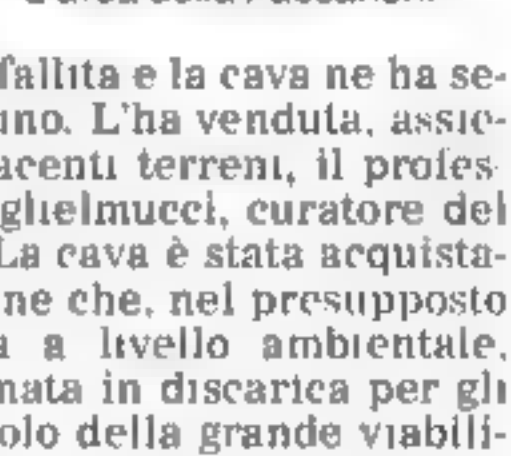 fallita e la cava ne ha se-
uno. L'ha venduta, assie-
acenti terreni, il profes-
glielmucci, curatore del
La cava è stata acquista-
ne che, nel presupposto
a a livello ambientale,
nata in discarica per gli
olo della grande viabili-